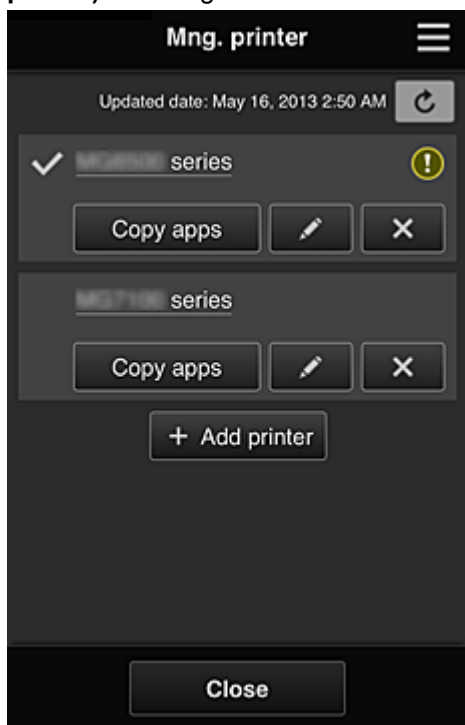 Mng. printer
Updated date: May 16, 2013 2:50 AM
series
Copy apps
series
Copy apps
+ Add printer
Close